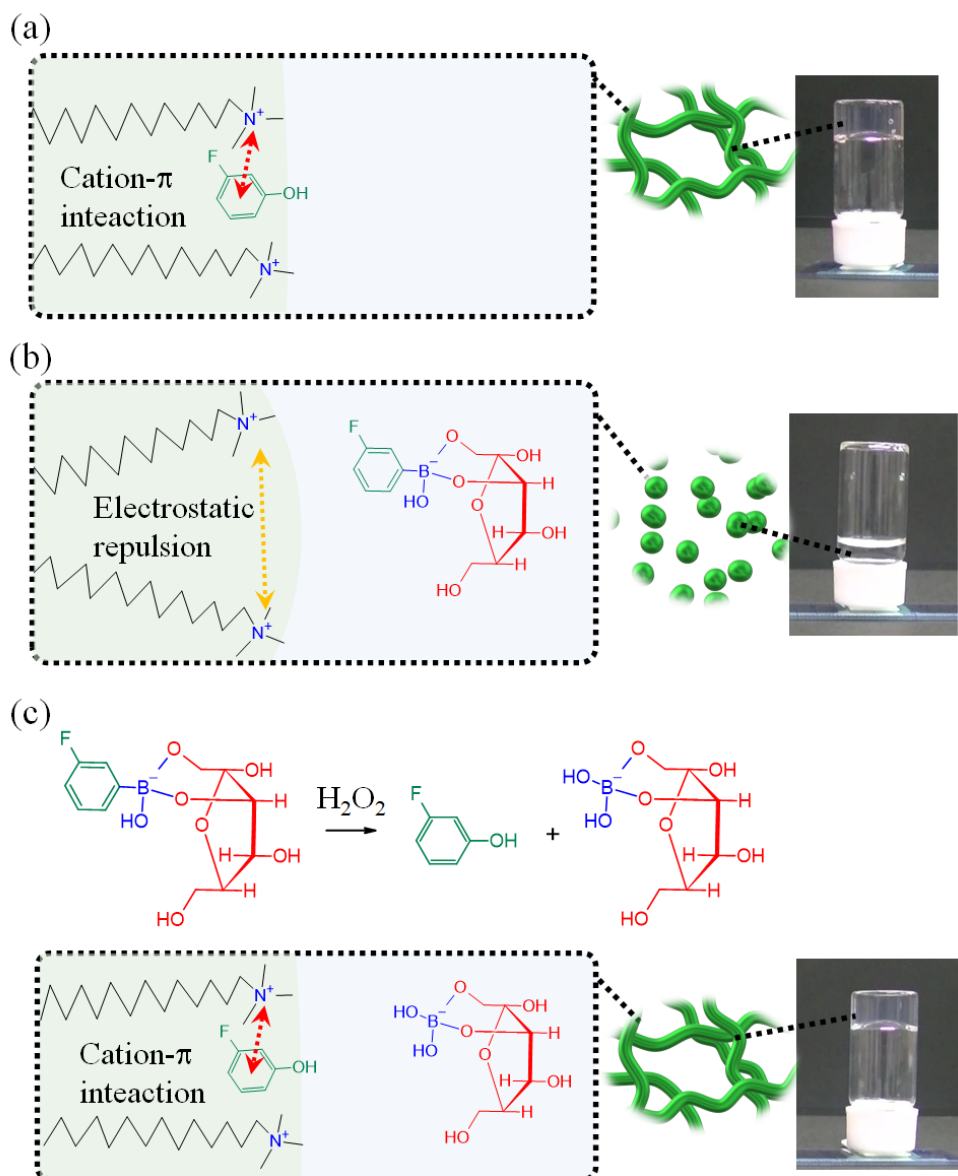 (a)
N+
F
OH
Cation-π
inteaction
N+
(b)
N+
Electrostatic
repulsion
N+
F
O
OH
B−
HO
O
H
O
H
OH
H
HO
(c)
F
O
OH
B−
HO
O
H
O
H
OH
H
HO
H2O2
F
OH
+
O
OH
HO
B−
HO
O
H
O
H
OH
H
HO
N+
F
OH
Cation-π
inteaction
N+
O
OH
HO
B−
HO
O
H
O
H
OH
H
HO